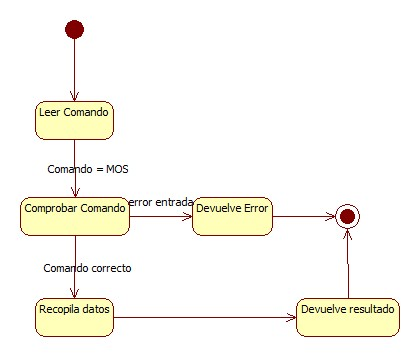 Leer Comando
Comando = MOS
Comprobar Comando
error entrada
Devuelve Error
Comando correcto
Recopila datos
Devuelve resultado